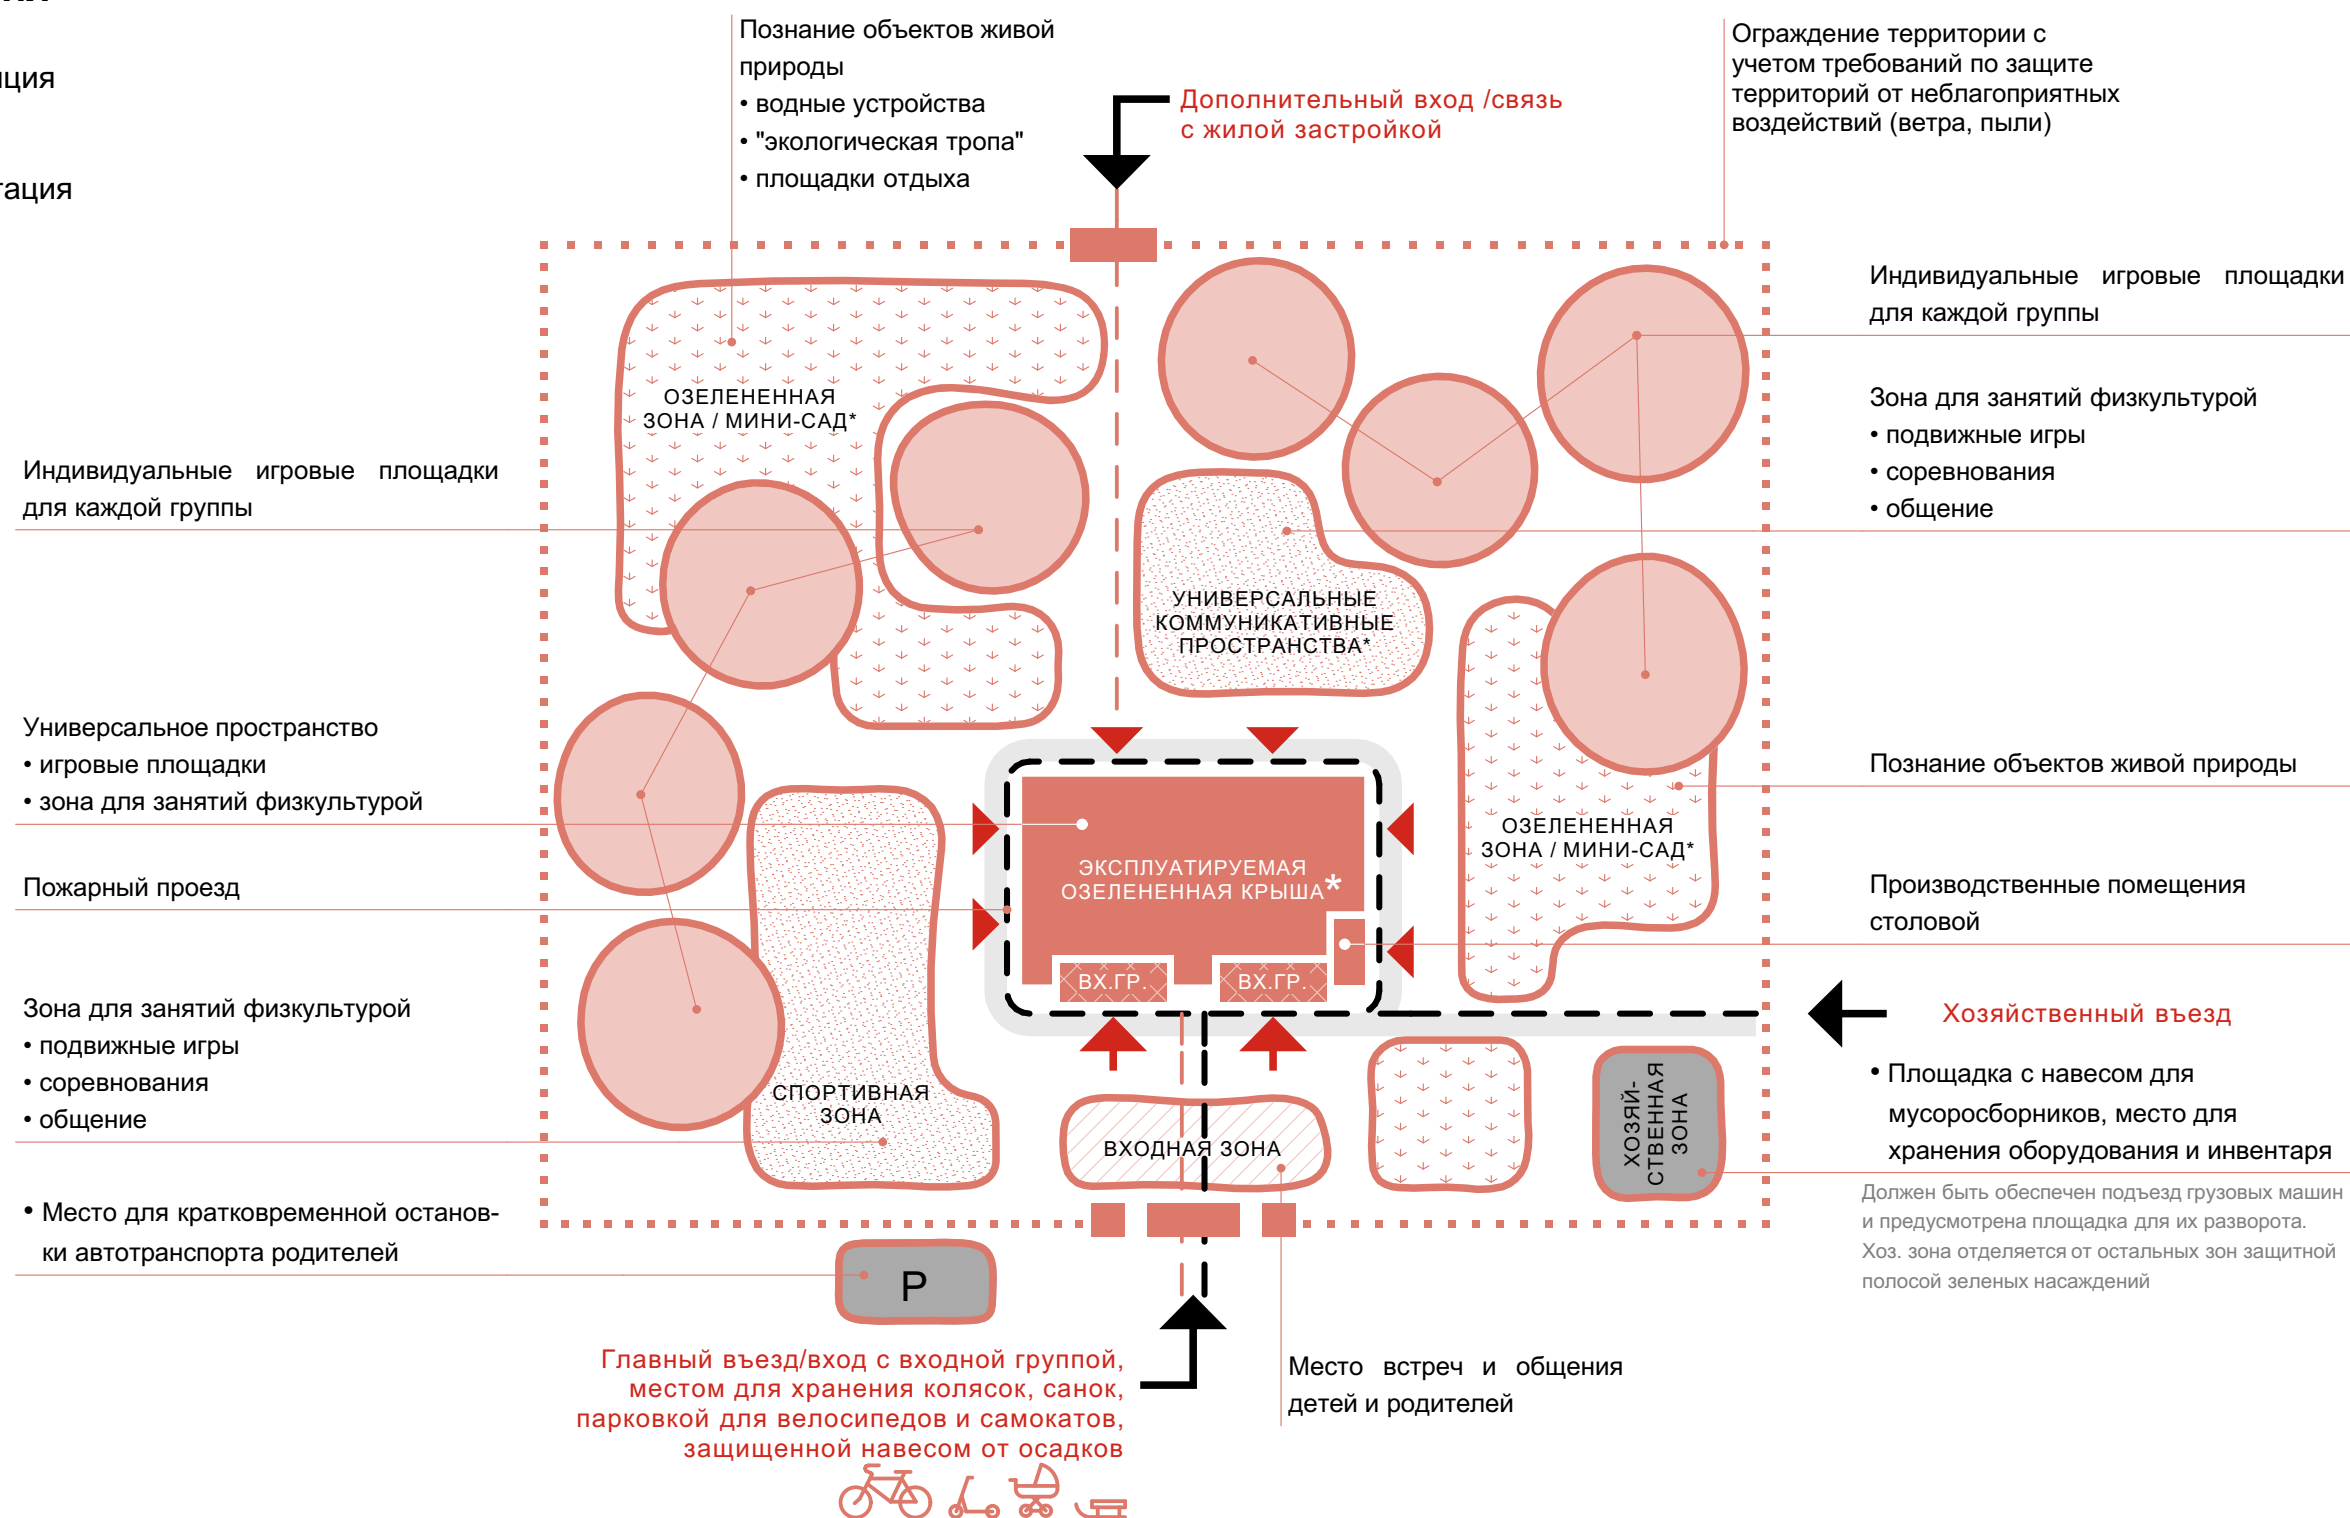 Познание объектов живой
природы
• водные устройства
• "экологическая тропа"
• площадки отдыха
Дополнительный вход /связь
с жилой застройкой
Ограждение территории с
учетом требований по защите
территорий от неблагоприятных
воздействий (ветра, пыли)
Индивидуальные игровые площадки
для каждой группы
Зона для занятий физкультурой
• подвижные игры
• соревнования
• общение
ОЗЕЛЕНЕННАЯ
ЗОНА / МИНИ-САД*
Индивидуальные игровые площадки
для каждой группы
УНИВЕРСАЛЬНЫЕ
КОММУНИКАТИВНЫЕ
ПРОСТРАНСТВА*
Универсальное пространство
• игровые площадки
• зона для занятий физкультурой
Познание объектов живой природы
ОЗЕЛЕНЕННАЯ
ЗОНА / МИНИ-САД*
ЭКСПЛУАТИРУЕМАЯ
ОЗЕЛЕНЕННАЯ КРЫША*
Пожарный проезд
Производственные помещения
столовой
ВХ.ГР.
ВХ.ГР.
Зона для занятий физкультурой
• подвижные игры
• соревнования
• общение
Хозяйственный въезд
• Площадка с навесом для
мусоросборников, место для
хранения оборудования и инвентаря
Должен быть обеспечен подъезд грузовых машин
и предусмотрена площадка для их разворота.
Хоз. зона отделяется от остальных зон защитной
полосой зеленых насаждений
СПОРТИВНАЯ
ЗОНА
ВХОДНАЯ ЗОНА
ХОЗЯЙ-
СТВЕННАЯ
ЗОНА
• Место для кратковременной останов-
ки автотранспорта родителей
P
Главный въезд/вход с входной группой,
местом для хранения колясок, санок,
парковкой для велосипедов и самокатов,
защищенной навесом от осадков
Место встреч и общения
детей и родителей